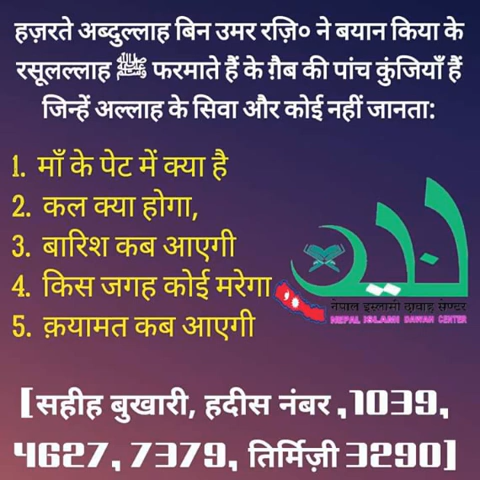 हज़रते अब्दुल्लाह बिन उमर रज़ि० ने बयान किया के
रसूलल्लाह ﷺ फरमाते हैं के ग़ैब की पांच कुंजियाँ हैं
जिन्हें अल्लाह के सिवा और कोई नहीं जानता:
1. माँ के पेट में क्या है
2. कल क्या होगा,
3. बारिश कब आएगी
4. किस जगह कोई मरेगा
5. क़यामत कब आएगी
नेपाल इस्लामी दावाह सेण्टर
NEPAL ISLAMI DAWAH CENTER
[सहीह बुखारी, हदीस नंबर ,1039,
4627, 7379, तिर्मिज़ी 3290]